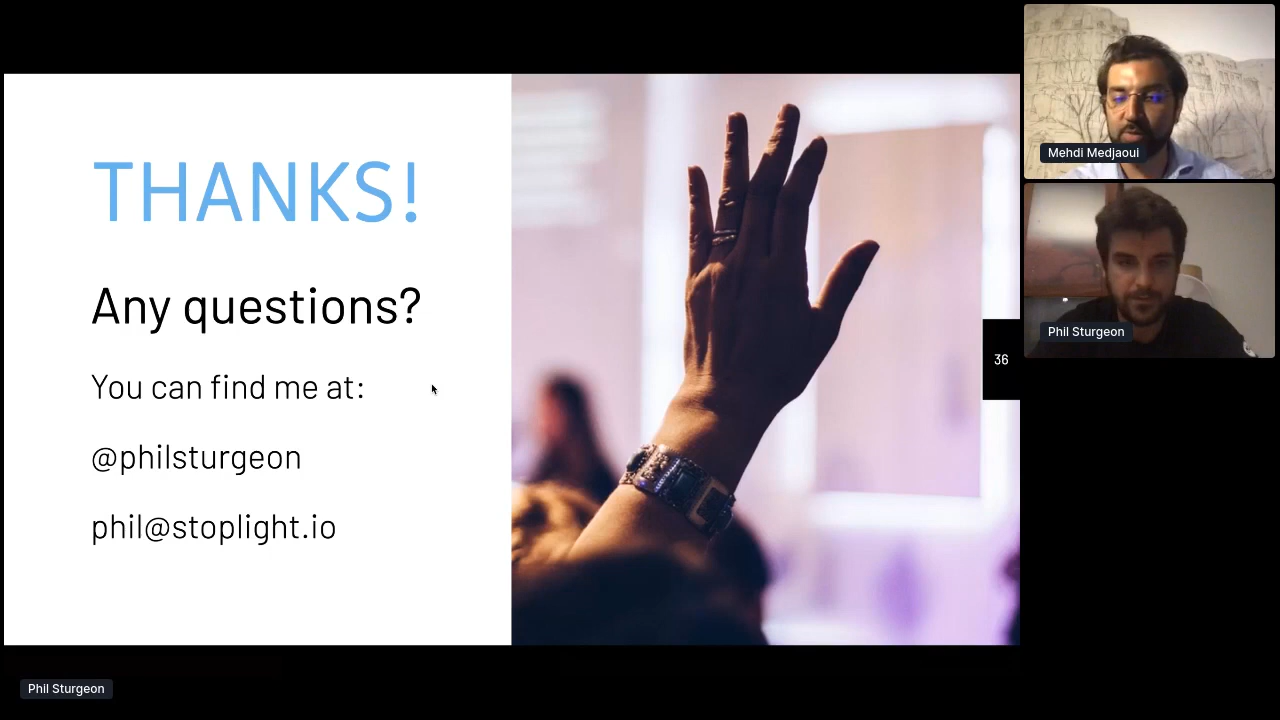 THANKS!
Any questions?
You can find me at:
@philsturgeon
phil@stoplight.io
36
Mehdi Medjaoui
Phil Sturgeon
Phil Sturgeon